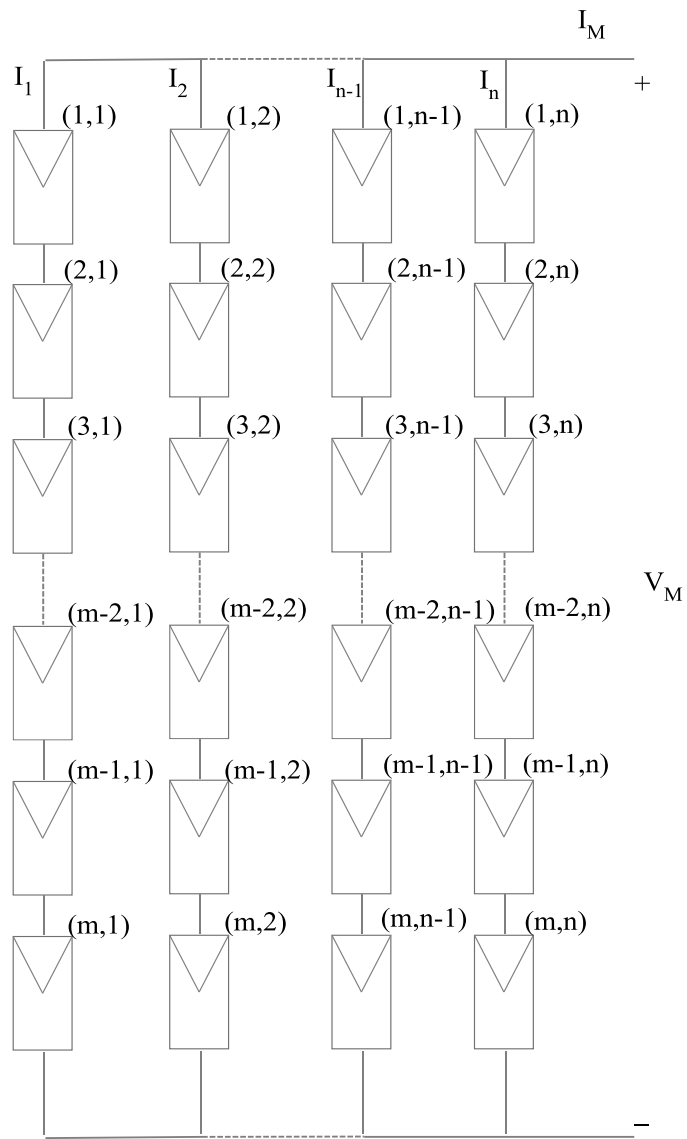 I_M
I_1 I_2 I_n-1 I_n +
(1,1) (1,2) (1,n-1) (1,n)
(2,1) (2,2) (2,n-1) (2,n)
(3,1) (3,2) (3,n-1) (3,n)
V_M
(m-2,1) (m-2,2) (m-2,n-1) (m-2,n)
(m-1,1) (m-1,2) (m-1,n-1) (m-1,n)
(m,1) (m,2) (m,n-1) (m,n)
–